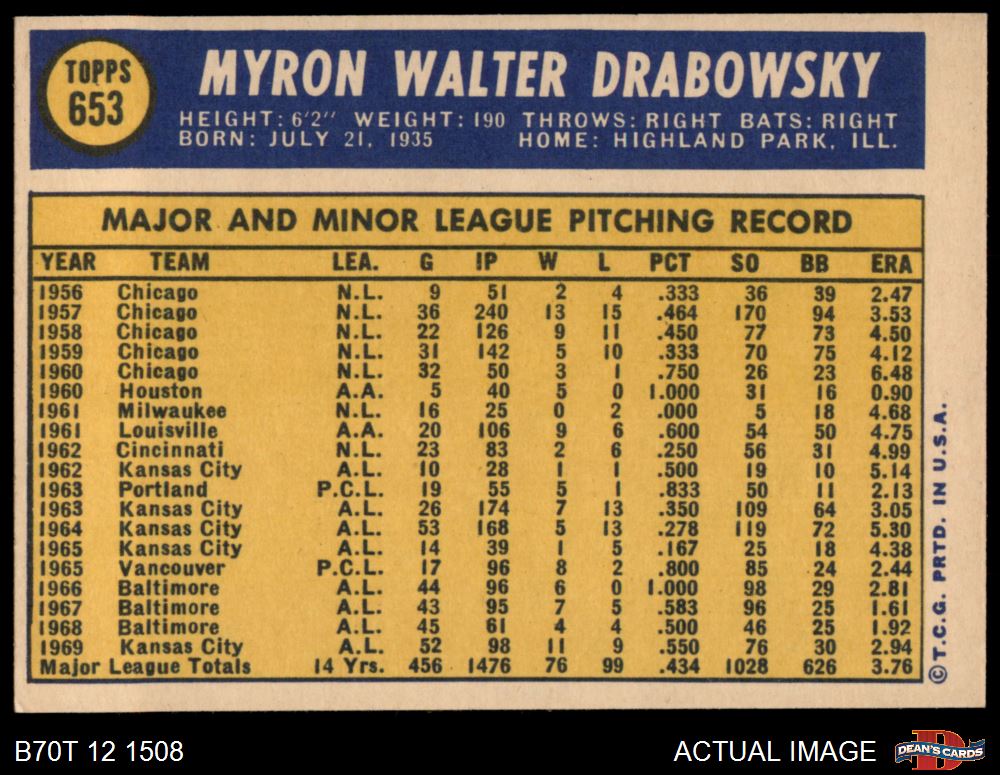 TOPPS
653
MYRON WALTER DRABOWSKY
HEIGHT: 6'2" WEIGHT: 190 THROWS: RIGHT BATS: RIGHT
BORN: JULY 21, 1935 HOME: HIGHLAND PARK, ILL.
MAJOR AND MINOR LEAGUE PITCHING RECORD
YEAR TEAM LEA. G IP W L PCT SO BB ERA
1956 Chicago N.L. 9 51 2 4 .333 36 39 2.47
1957 Chicago N.L. 36 240 13 15 .464 170 94 3.53
1958 Chicago N.L. 22 126 9 11 .450 77 73 4.50
1959 Chicago N.L. 31 142 5 10 .333 70 75 4.12
1960 Chicago N.L. 32 50 3 1 .750 26 23 6.48
1960 Houston A.A. 5 40 5 0 1.000 31 16 0.90
1961 Milwaukee N.L. 16 25 0 2 .000 5 18 4.68
1961 Louisville A.A. 20 106 9 6 .600 54 50 4.75
1962 Cincinnati N.L. 23 83 2 6 .250 56 31 4.99
1962 Kansas City A.L. 10 28 1 1 .500 19 10 5.14
1963 Portland P.C.L. 19 55 5 1 .833 50 11 2.13
1963 Kansas City A.L. 26 174 7 13 .350 109 64 3.05
1964 Kansas City A.L. 53 168 5 13 .278 119 72 5.30
1965 Kansas City A.L. 14 39 1 5 .167 25 18 4.38
1965 Vancouver P.C.L. 17 96 8 2 .800 85 24 2.44
1966 Baltimore A.L. 44 96 6 0 1.000 98 29 2.81
1967 Baltimore A.L. 43 95 7 5 .583 96 25 1.61
1968 Baltimore A.L. 45 61 4 4 .500 46 25 1.92
1969 Kansas City A.L. 52 98 11 9 .550 76 30 2.94
Major League Totals 14 Yrs. 456 1476 76 99 .434 1028 626 3.76
©T.C.G. PRTD. IN U.S.A.
B70T 12 1508
ACTUAL IMAGE
DEAN'S CARDS